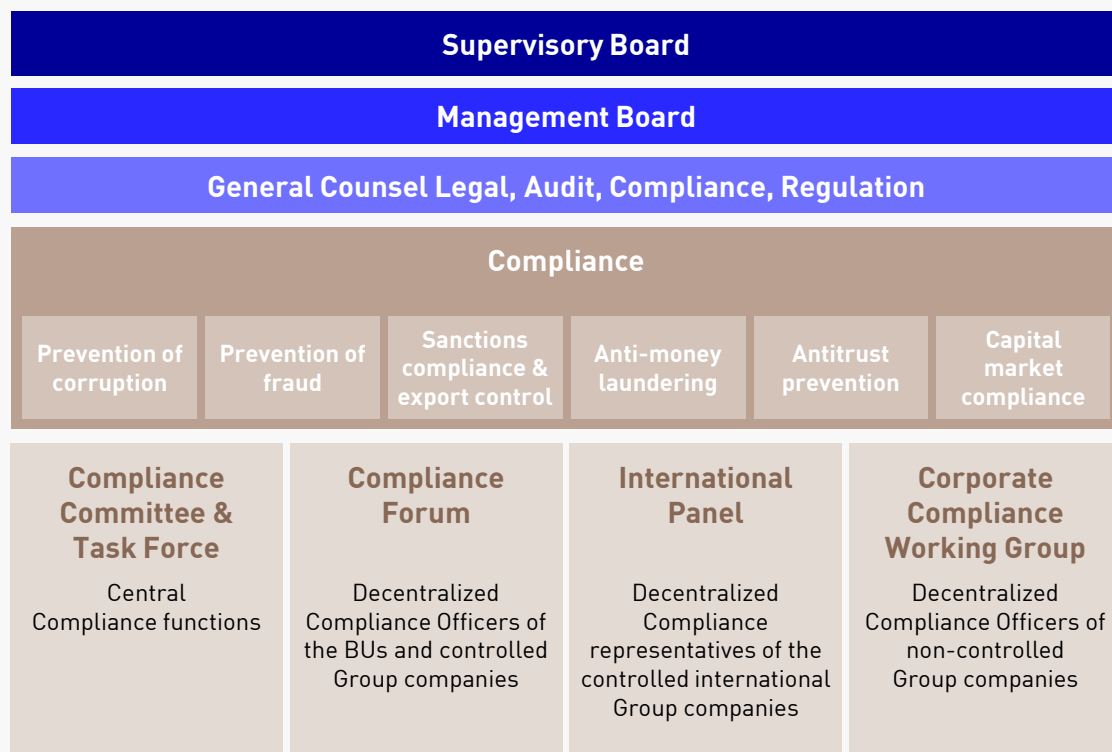 Supervisory Board
Management Board
General Counsel Legal, Audit, Compliance, Regulation
Compliance
Prevention of
corruption
Prevention of
fraud
Sanctions
compliance &
export control
Anti-money
laundering
Antitrust
prevention
Capital
market
compliance
Compliance
Committee &
Task Force
Central
Compliance functions
Compliance
Forum
Decentralized
Compliance Officers of
the BUs and controlled
Group companies
International
Panel
Decentralized
Compliance
representatives of the
controlled international
Group companies
Corporate
Compliance
Working Group
Decentralized
Compliance Officers of
non-controlled
Group companies